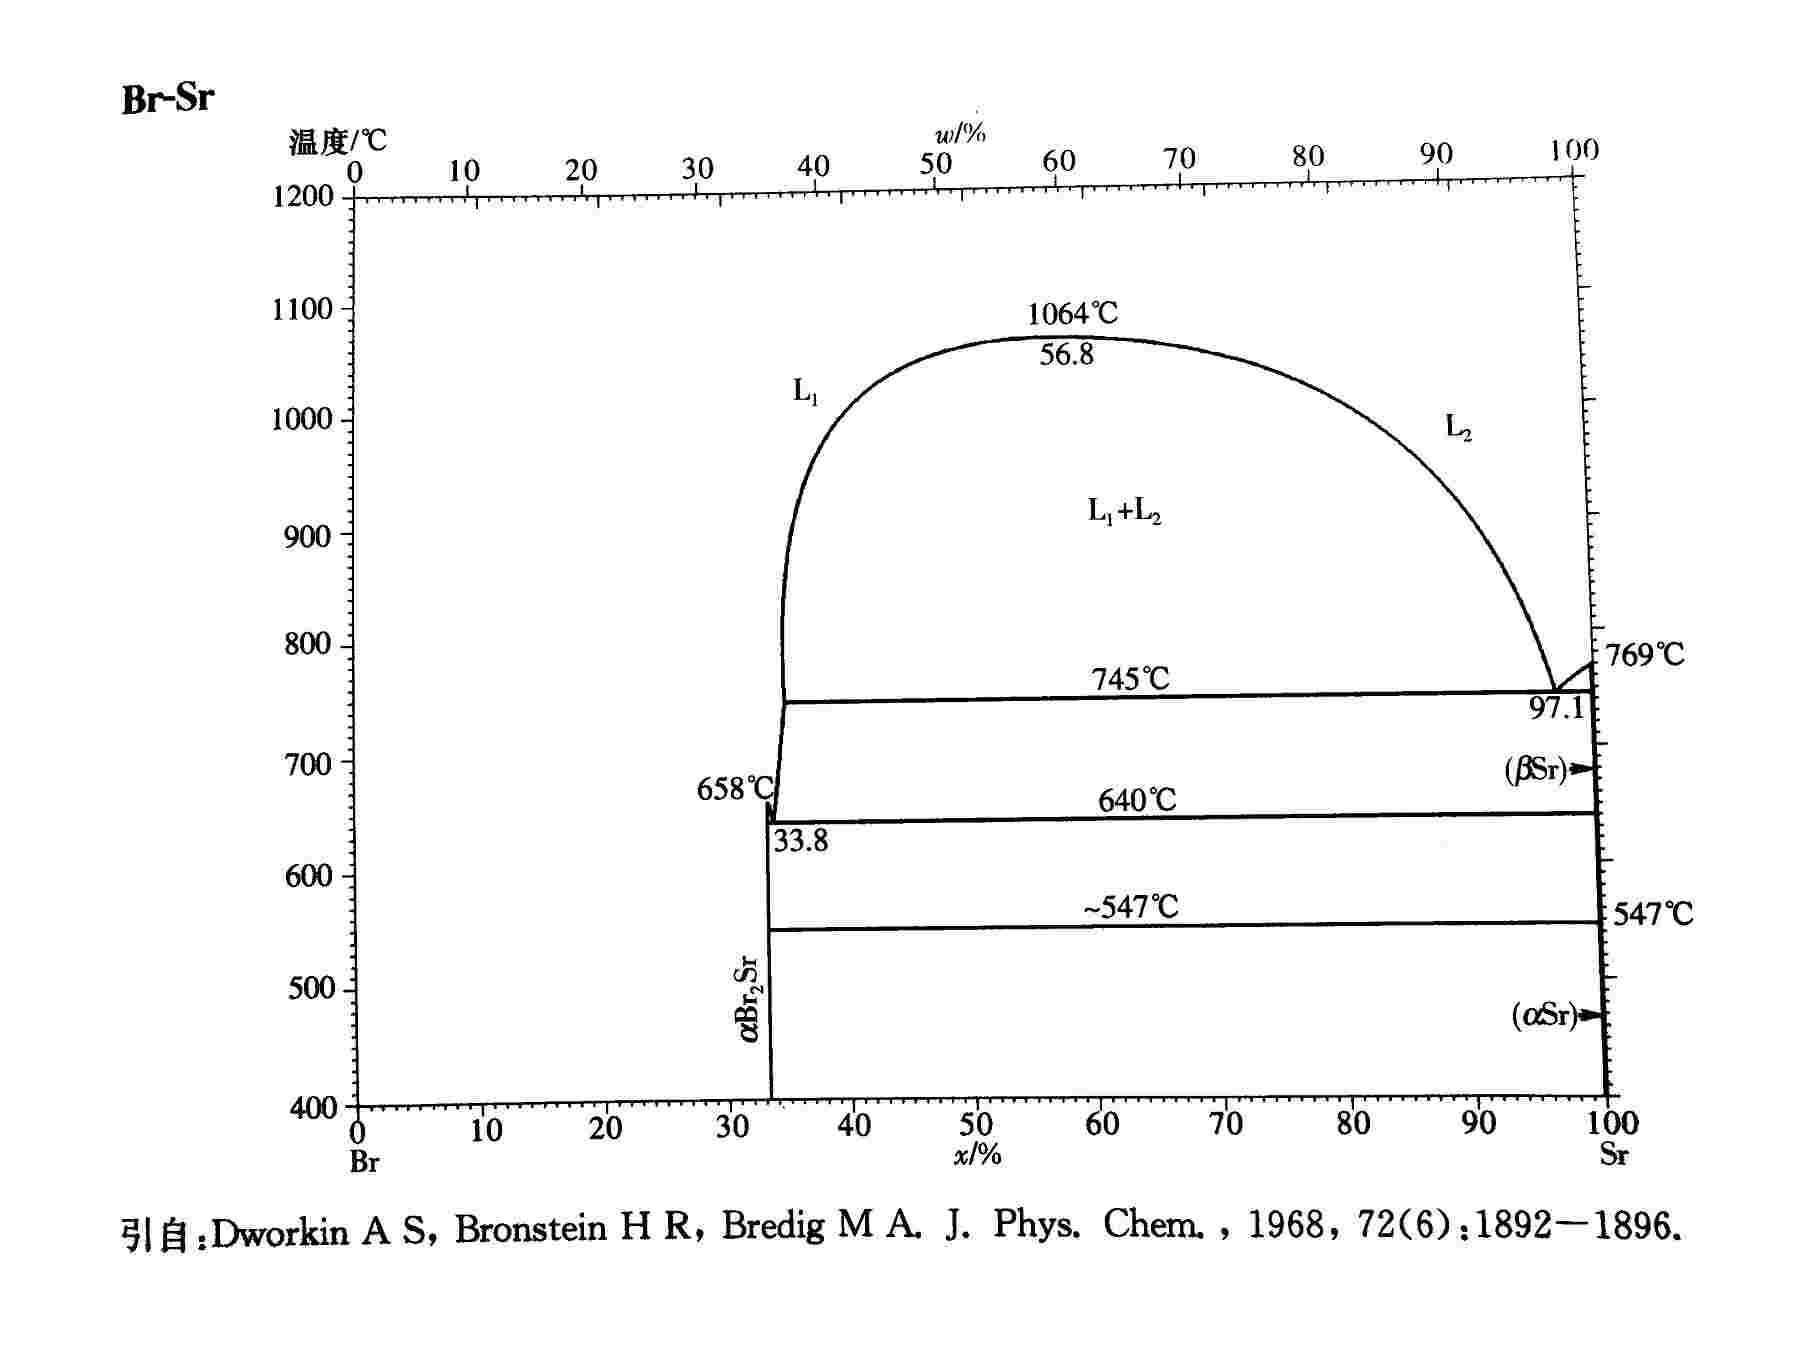 Br-Sr
温度/℃
w/%
0 10 20 30 40 50 60 70 80 90 100
1200
1100
1064℃
56.8
L₁
1000
L₂
L₁+L₂
900
800
769℃
745℃
97.1
700
(βSr)
658℃
640℃
33.8
600
~547℃
547℃
αBr₂Sr
500
(αSr)
400
0 10 20 30 40 50 60 70 80 90 100
Br x/% Sr
引自:Dworkin A S, Bronstein H R, Bredig M A. J. Phys. Chem., 1968, 72(6):1892—1896.